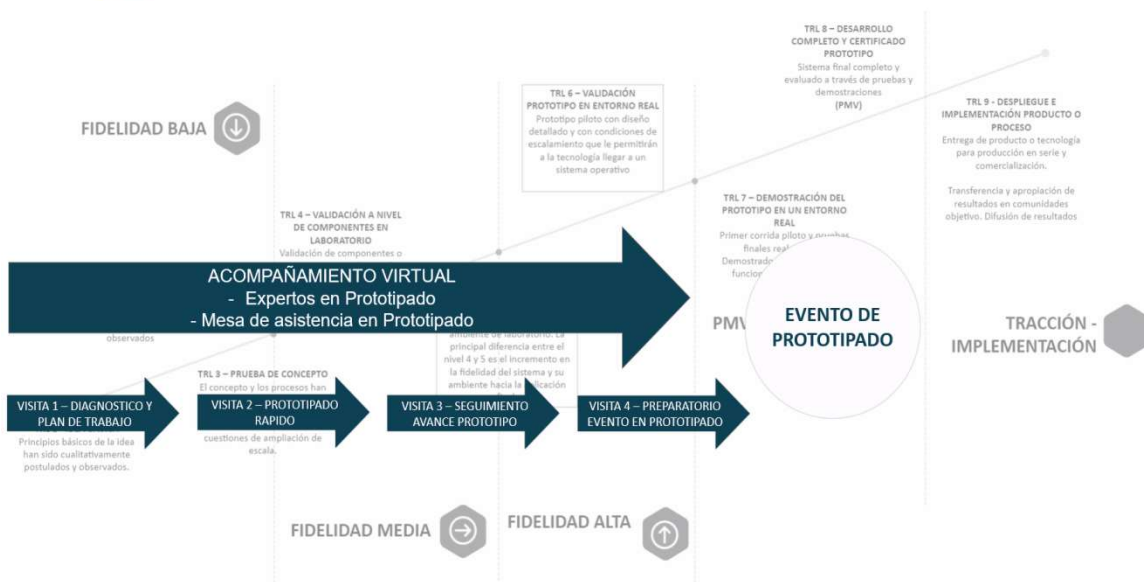 TRL 8 – DESARROLLO
COMPLETO Y CERTIFICADO
PROTOTIPO
Sistema final completo y
evaluado a través de pruebas y
demostraciones
(PMV)
TRL 6 – VALIDACIÓN
PROTOTIPO EN ENTORNO REAL
Prototipo piloto con diseño
detallado y con condiciones de
escalamiento que le permitirán
a la tecnología llegar a un
sistema operativo
TRL 9 - DESPLIEGUE E
IMPLEMENTACIÓN PRODUCTO O
PROCESO
Entrega de producto o tecnología
para producción en serie y
comercialización.
Transferencia y apropiación de
resultados en comunidades
objetivo. Difusión de resultados
FIDELIDAD BAJA
TRL 4 – VALIDACIÓN A NIVEL
DE COMPONENTES EN
LABORATORIO
Validación de componentes o
TRL 7 – DEMOSTRACIÓN DEL
PROTOTIPO EN UN ENTORNO
REAL
Primer corrida piloto y pruebas
finales
ACOMPAÑAMIENTO VIRTUAL
- Expertos en Prototipado
- Mesa de asistencia en Prototipado
EVENTO DE
PROTOTIPADO
PMV
TRACCIÓN -
IMPLEMENTACIÓN
observados
ambiente de laboratorio. La
principal diferencia entre el
nivel 4 y 5 es el incremento en
la fidelidad del sistema y su
ambiente hacia la
TRL 3 – PRUEBA DE CONCEPTO
El concepto y los procesos han
VISITA 1 – DIAGNOSTICO Y
PLAN DE TRABAJO
VISITA 2 – PROTOTIPADO
RAPIDO
VISITA 3 – SEGUIMIENTO
AVANCE PROTOTIPO
VISITA 4 – PREPARATORIO
EVENTO EN PROTOTIPADO
Principios básicos de la idea
han sido cualitativamente
postulados y observados.
cuestiones de ampliación de
escala.
FIDELIDAD MEDIA
FIDELIDAD ALTA